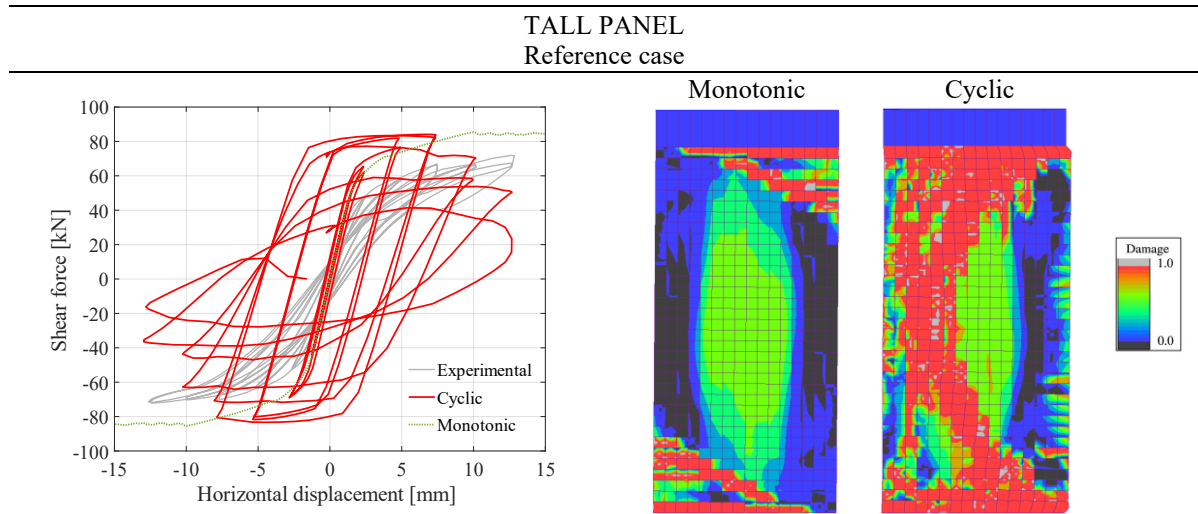 TALL PANEL
Reference case
Monotonic
Cyclic
100
80
60
40
20
0
-20
-40
-60
-80
-100
-15
-10
-5
0
5
10
15
Shear force [kN]
Horizontal displacement [mm]
Experimental
Cyclic
Monotonic
Damage
1.0
0.0